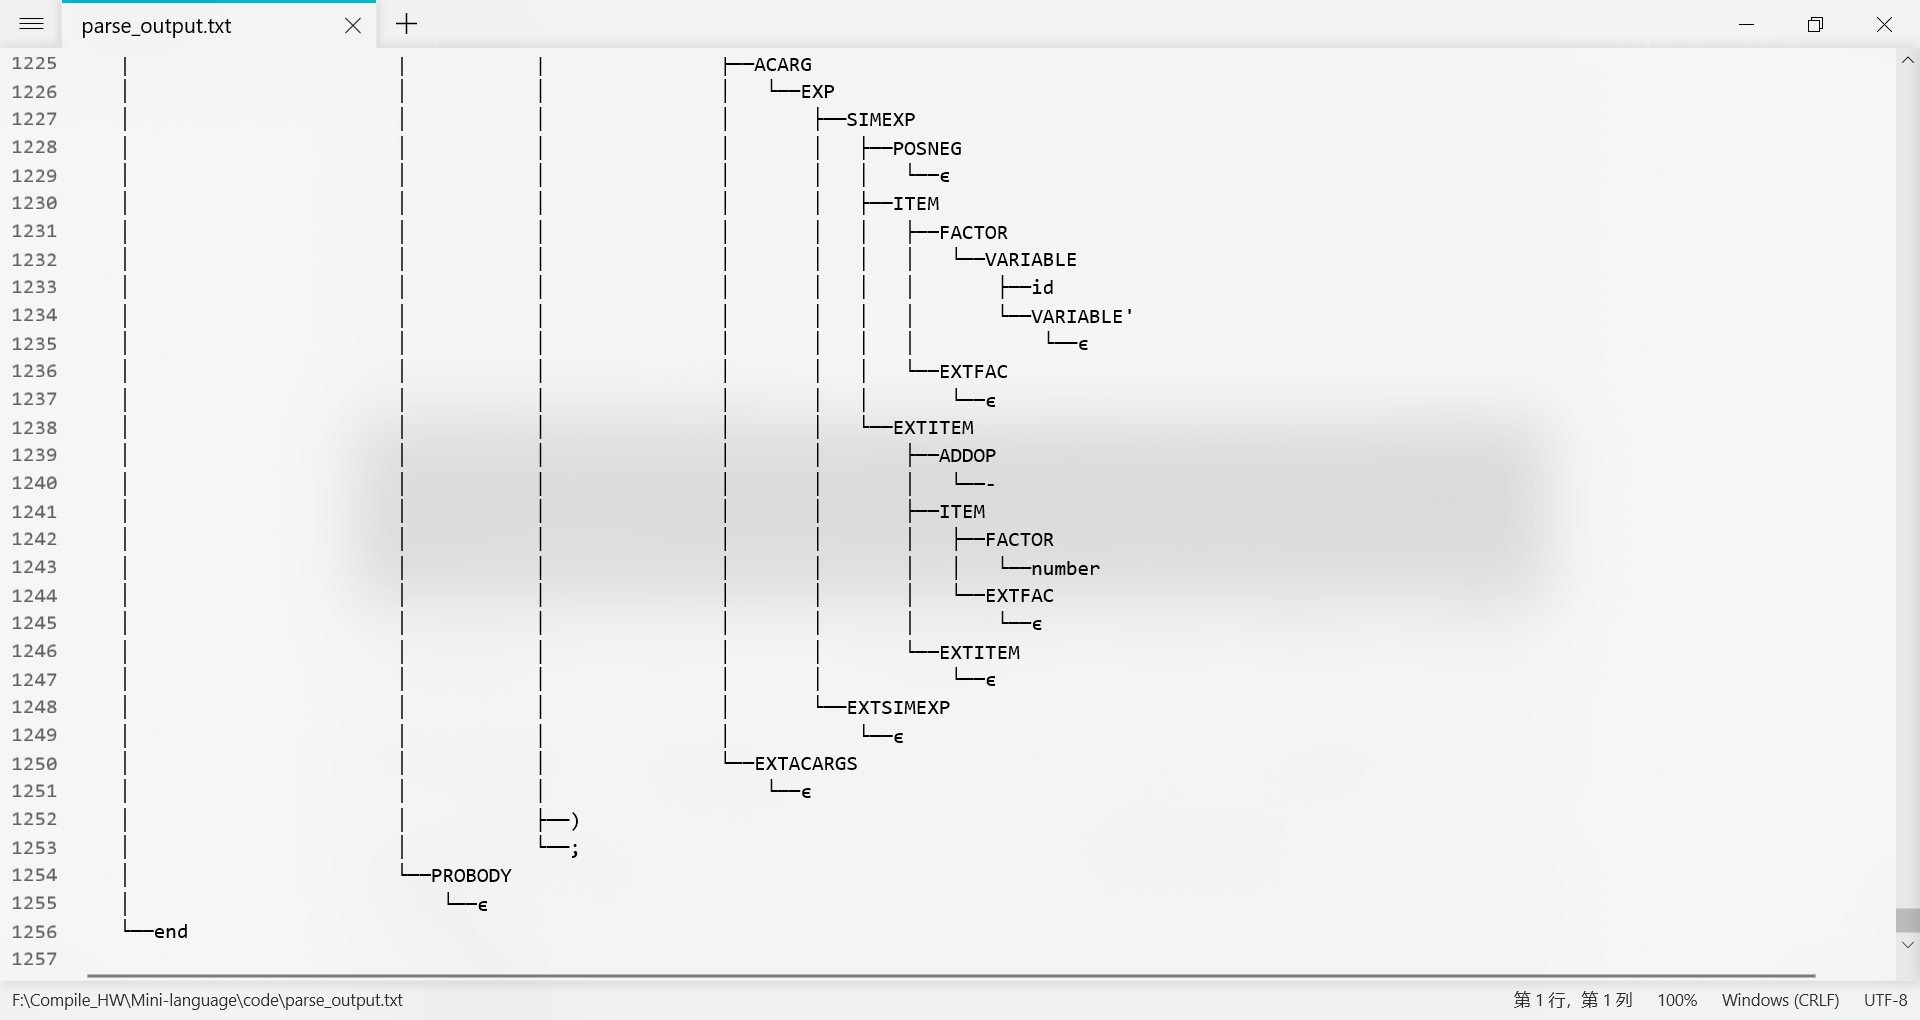 parse_output.txt
1225 │ │ │ ├──ACARG
1226 │ │ │ │ └──EXP
1227 │ │ │ │ ├──SIMEXP
1228 │ │ │ │ │ ├──POSNEG
1229 │ │ │ │ │ │ └──ϵ
1230 │ │ │ │ │ ├──ITEM
1231 │ │ │ │ │ │ ├──FACTOR
1232 │ │ │ │ │ │ │ └──VARIABLE
1233 │ │ │ │ │ │ │ ├──id
1234 │ │ │ │ │ │ │ └──VARIABLE'
1235 │ │ │ │ │ │ │ └──ϵ
1236 │ │ │ │ │ │ └──EXTFAC
1237 │ │ │ │ │ │ └──ϵ
1238 │ │ │ │ │ └──EXTITEM
1239 │ │ │ │ │ ├──ADDOP
1240 │ │ │ │ │ │ └──-
1241 │ │ │ │ │ ├──ITEM
1242 │ │ │ │ │ │ ├──FACTOR
1243 │ │ │ │ │ │ │ └──number
1244 │ │ │ │ │ │ └──EXTFAC
1245 │ │ │ │ │ │ └──ϵ
1246 │ │ │ │ │ └──EXTITEM
1247 │ │ │ │ │ └──ϵ
1248 │ │ │ │ └──EXTSIMEXP
1249 │ │ │ │ └──ϵ
1250 │ │ │ └──EXTACARGS
1251 │ │ │ └──ϵ
1252 │ │ ├──)
1253 │ │ └──;
1254 │ └──PROBODY
1255 │ └──ϵ
1256 └──end
1257
F:\Compile_HW\Mini-language\code\parse_output.txt 第 1 行，第 1 列 100% Windows (CRLF) UTF-8